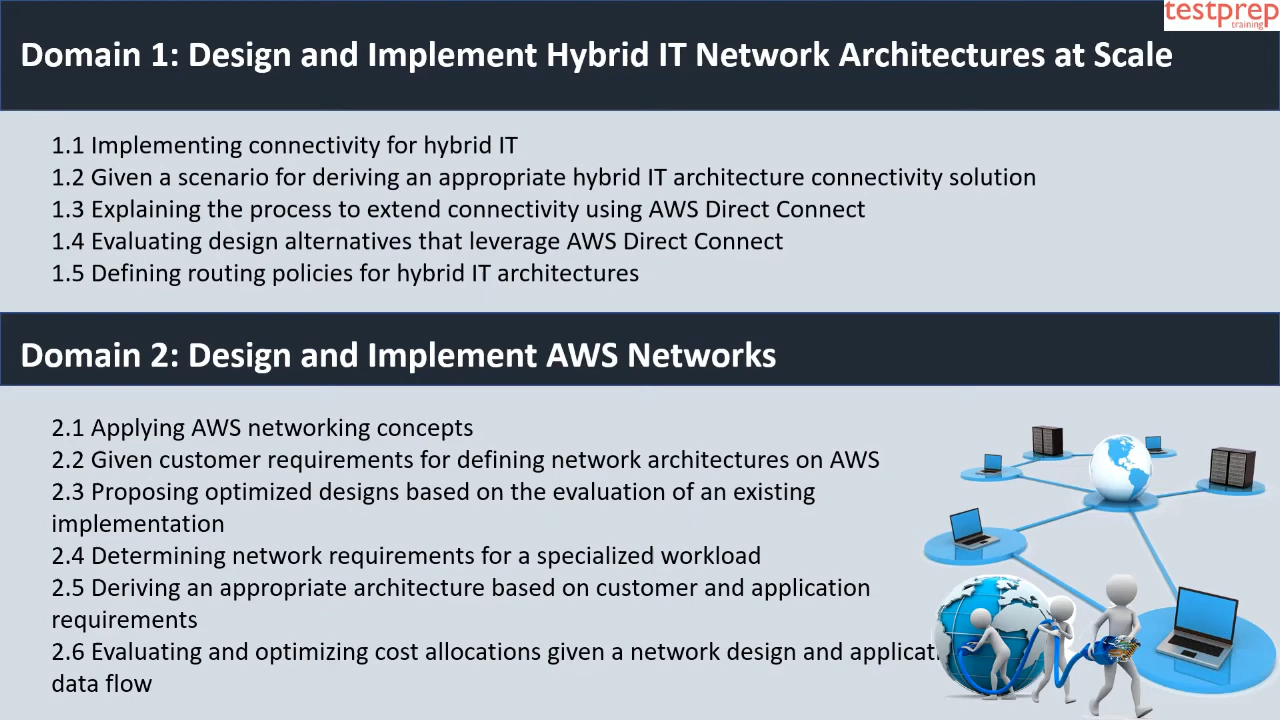 testprep
training
Domain 1: Design and Implement Hybrid IT Network Architectures at Scale
1.1 Implementing connectivity for hybrid IT
1.2 Given a scenario for deriving an appropriate hybrid IT architecture connectivity solution
1.3 Explaining the process to extend connectivity using AWS Direct Connect
1.4 Evaluating design alternatives that leverage AWS Direct Connect
1.5 Defining routing policies for hybrid IT architectures
Domain 2: Design and Implement AWS Networks
2.1 Applying AWS networking concepts
2.2 Given customer requirements for defining network architectures on AWS
2.3 Proposing optimized designs based on the evaluation of an existing
implementation
2.4 Determining network requirements for a specialized workload
2.5 Deriving an appropriate architecture based on customer and application
requirements
2.6 Evaluating and optimizing cost allocations given a network design and applicati
data flow